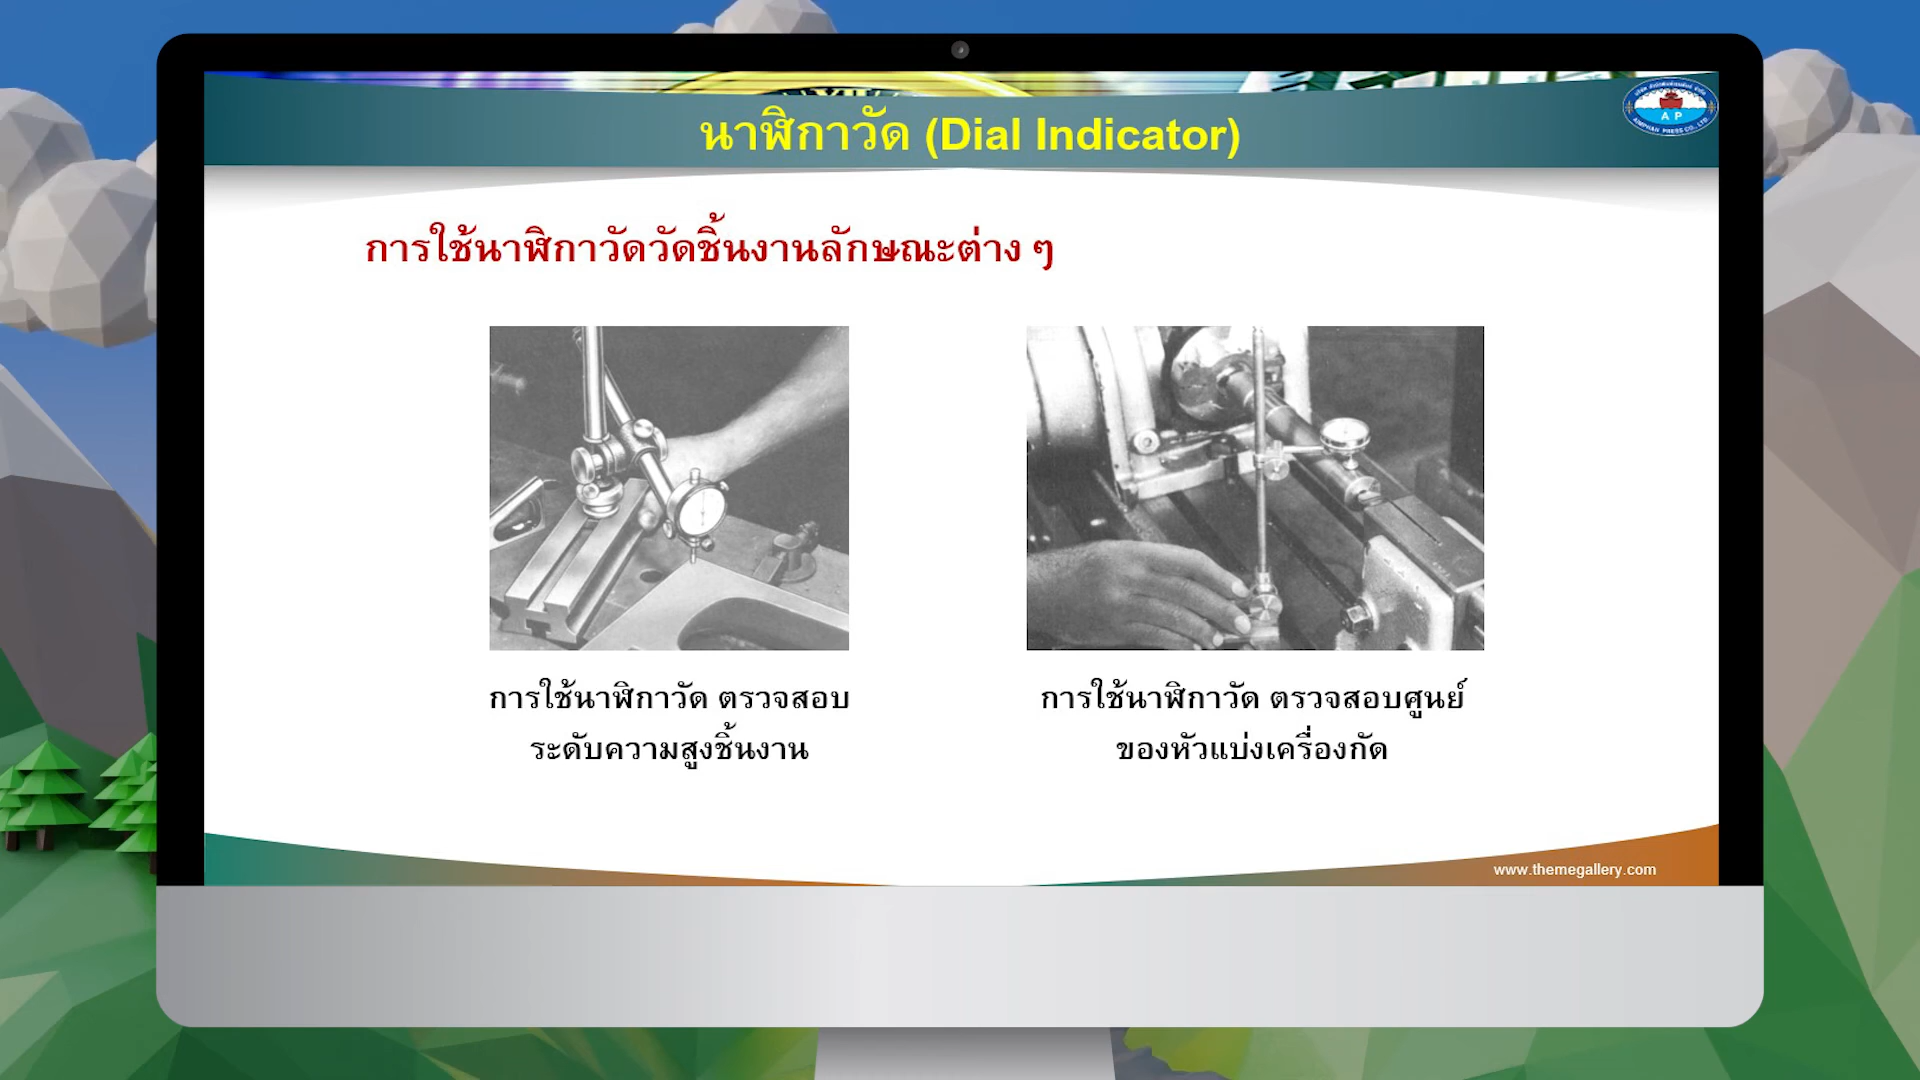 นาฬิกาวัด (Dial Indicator)
A P
AIMPHAN PRESS CO., LTD.
การใช้นาฬิกาวัดวัดชิ้นงานลักษณะต่าง ๆ
การใช้นาฬิกาวัด ตรวจสอบ
ระดับความสูงชิ้นงาน
การใช้นาฬิกาวัด ตรวจสอบศูนย์
ของหัวแบ่งเครื่องกัด
www.themegallery.com